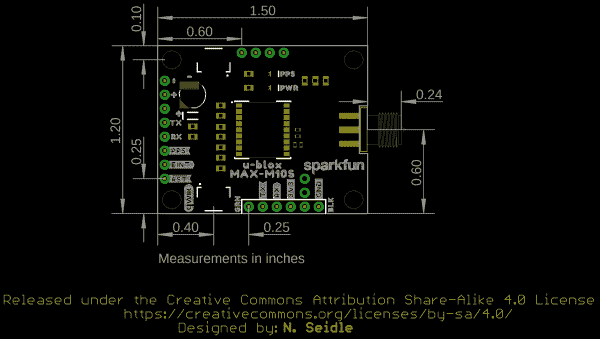 1.50
0.10
0.60
PPS
PWR
0.24
1.20
TX
RX
0.25
u-blox
MAX-M10S
sparkfun
0.60
GRN
BLK
0.40
0.25
Measurements in inches
Released under the Creative Commons Attribution Share-Alike 4.0 License
https://creativecommons.org/licenses/by-sa/4.0/
Designed by: N. Seidle